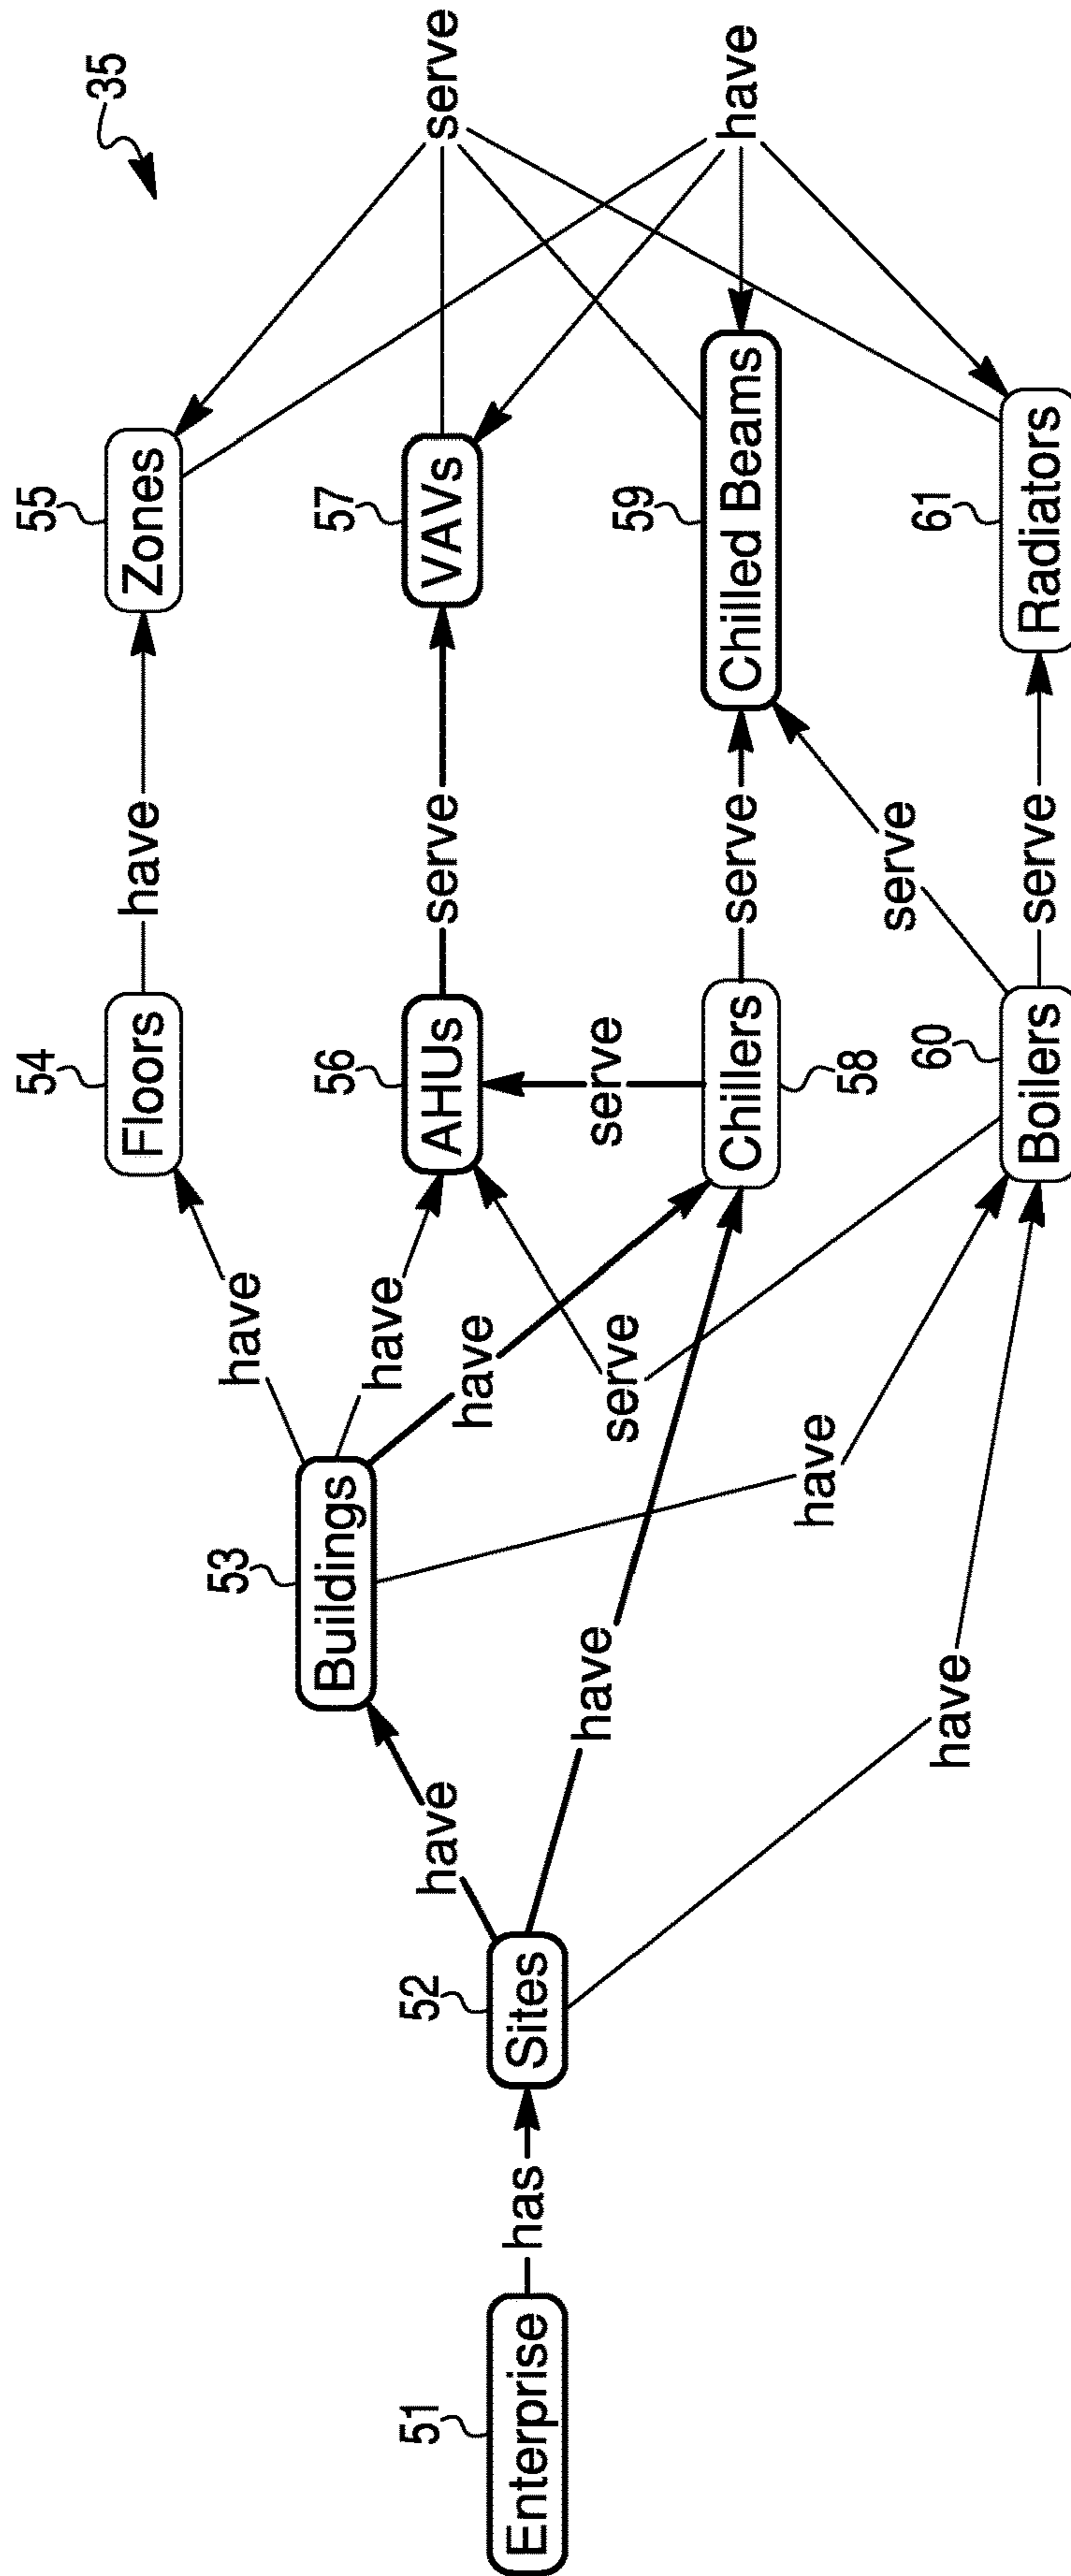 35
51
Enterprise
has
52
Sites
have
have
have
53
Buildings
have
have
have
have
54
Floors
have
55
Zones
56
AHUs
serve
57
VAVs
serve
serve
58
Chillers
serve
59
Chilled Beams
60
Boilers
serve
serve
61
Radiators
serve
have